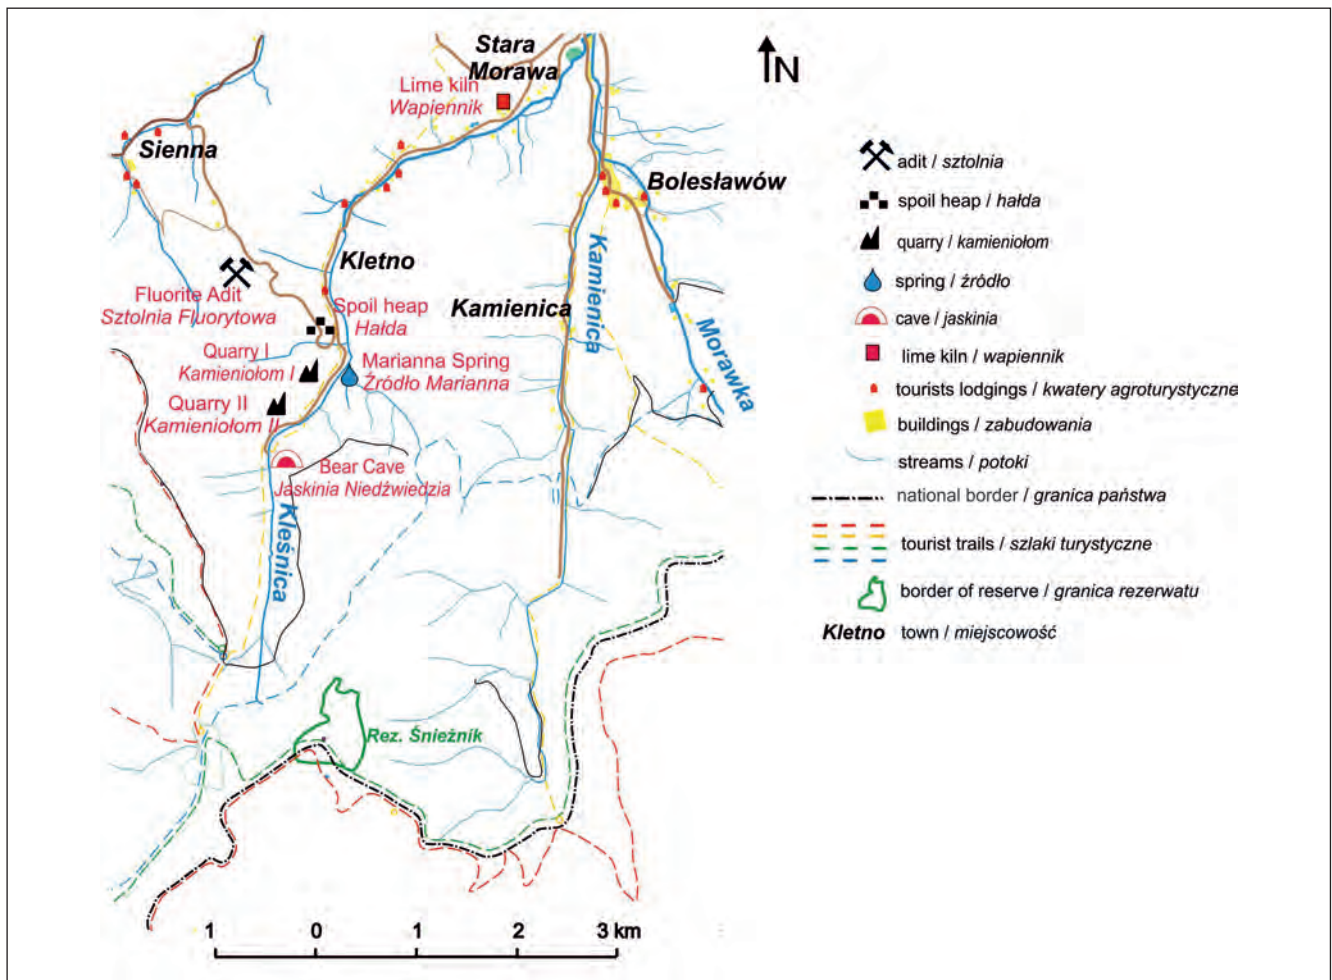 Stara
Morawa
Lime kiln
Wapiennik
N
Sienna
Bolesławów
Kletno
Kamienica
Kamienica
Morawka
Fluorite Adit
Sztolnia Fluorytowa
Spoil heap
Hałda
Quarry I
Kamieniołom I
Marianna Spring
Źródło Marianna
Quarry II
Kamieniołom II
Bear Cave
Jaskinia Niedźwiedzia
Kleśnica
Rez. Śnieżnik
1 0 1 2 3 km
adit / sztolnia
spoil heap / hałda
quarry / kamieniołom
spring / źródło
cave / jaskinia
lime kiln / wapiennik
tourists lodgings / kwatery agroturystyczne
buildings / zabudowania
streams / potoki
national border / granica państwa
tourist trails / szlaki turystyczne
border of reserve / granica rezerwatu
Kletno town / miejscowość